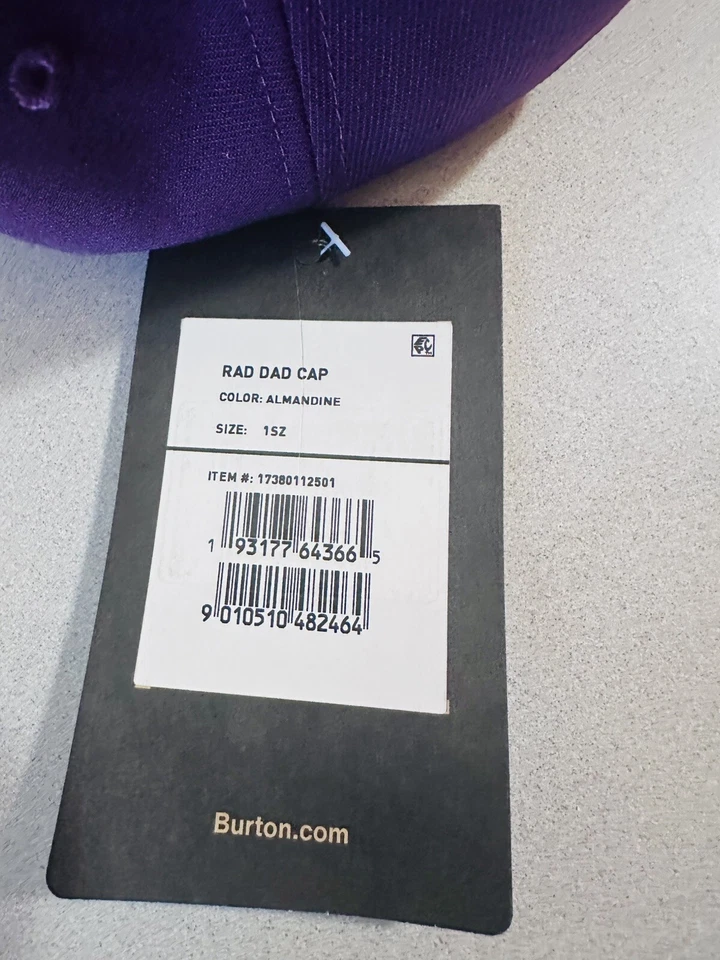 RAD DAD CAP
COLOR: ALMANDINE
SIZE: 1SZ
ITEM #: 17380112501
1 93177 64366 5
9 010510 482464
Burton.com